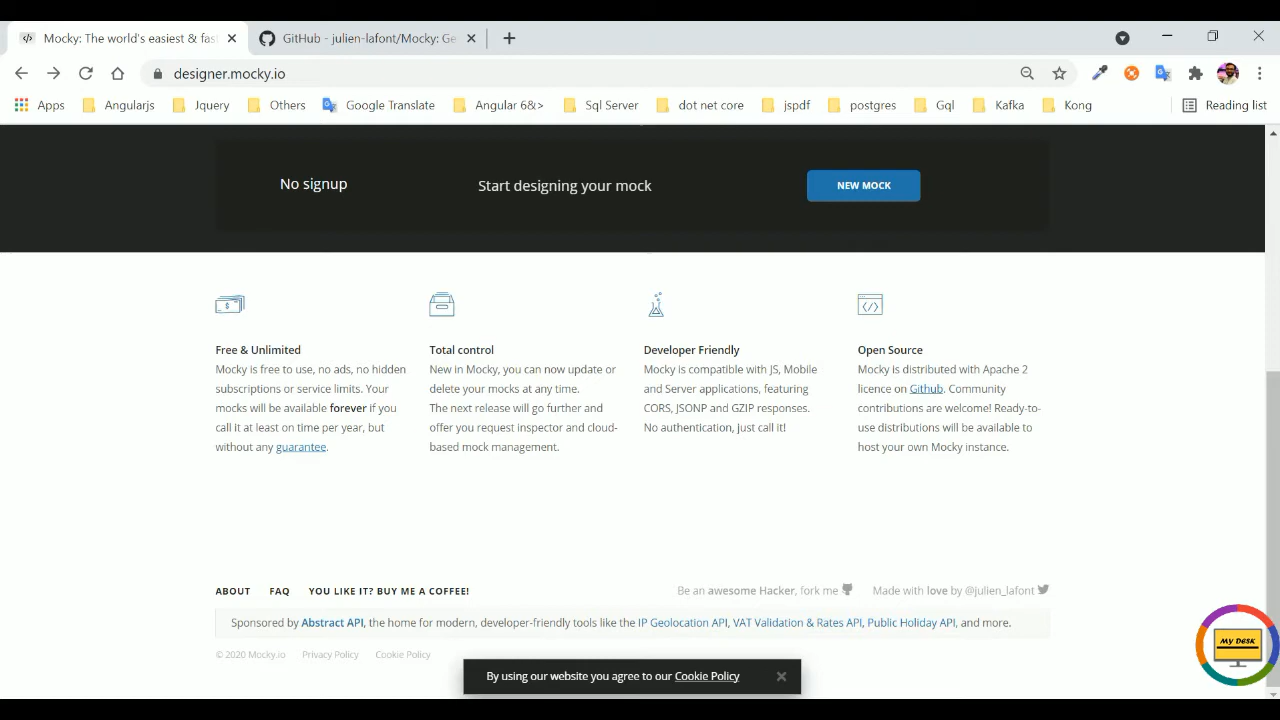 Mocky: The world's easiest & fas
GitHub - julien-lafont/Mocky: Ge
designer.mocky.io
Apps
Angularjs
Jquery
Others
Google Translate
Angular 6&>
Sql Server
dot net core
jspdf
postgres
Gql
Kafka
Kong
Reading list
No signup
Start designing your mock
NEW MOCK
Free & Unlimited
Mocky is free to use, no ads, no hidden
subscriptions or service limits. Your
mocks will be available forever if you
call it at least on time per year, but
without any guarantee.
Total control
New in Mocky, you can now update or
delete your mocks at any time.
The next release will go further and
offer you request inspector and cloud-
based mock management.
Developer Friendly
Mocky is compatible with JS, Mobile
and Server applications, featuring
CORS, JSONP and GZIP responses.
No authentication, just call it!
Open Source
Mocky is distributed with Apache 2
licence on Github. Community
contributions are welcome! Ready-to-
use distributions will be available to
host your own Mocky instance.
ABOUT
FAQ
YOU LIKE IT? BUY ME A COFFEE!
Be an awesome Hacker, fork me
Made with love by @julien_lafont
Sponsored by Abstract API, the home for modern, developer-friendly tools like the IP Geolocation API, VAT Validation & Rates API, Public Holiday API, and more.
© 2020 Mocky.io
Privacy Policy
Cookie Policy
By using our website you agree to our Cookie Policy
MY DESK